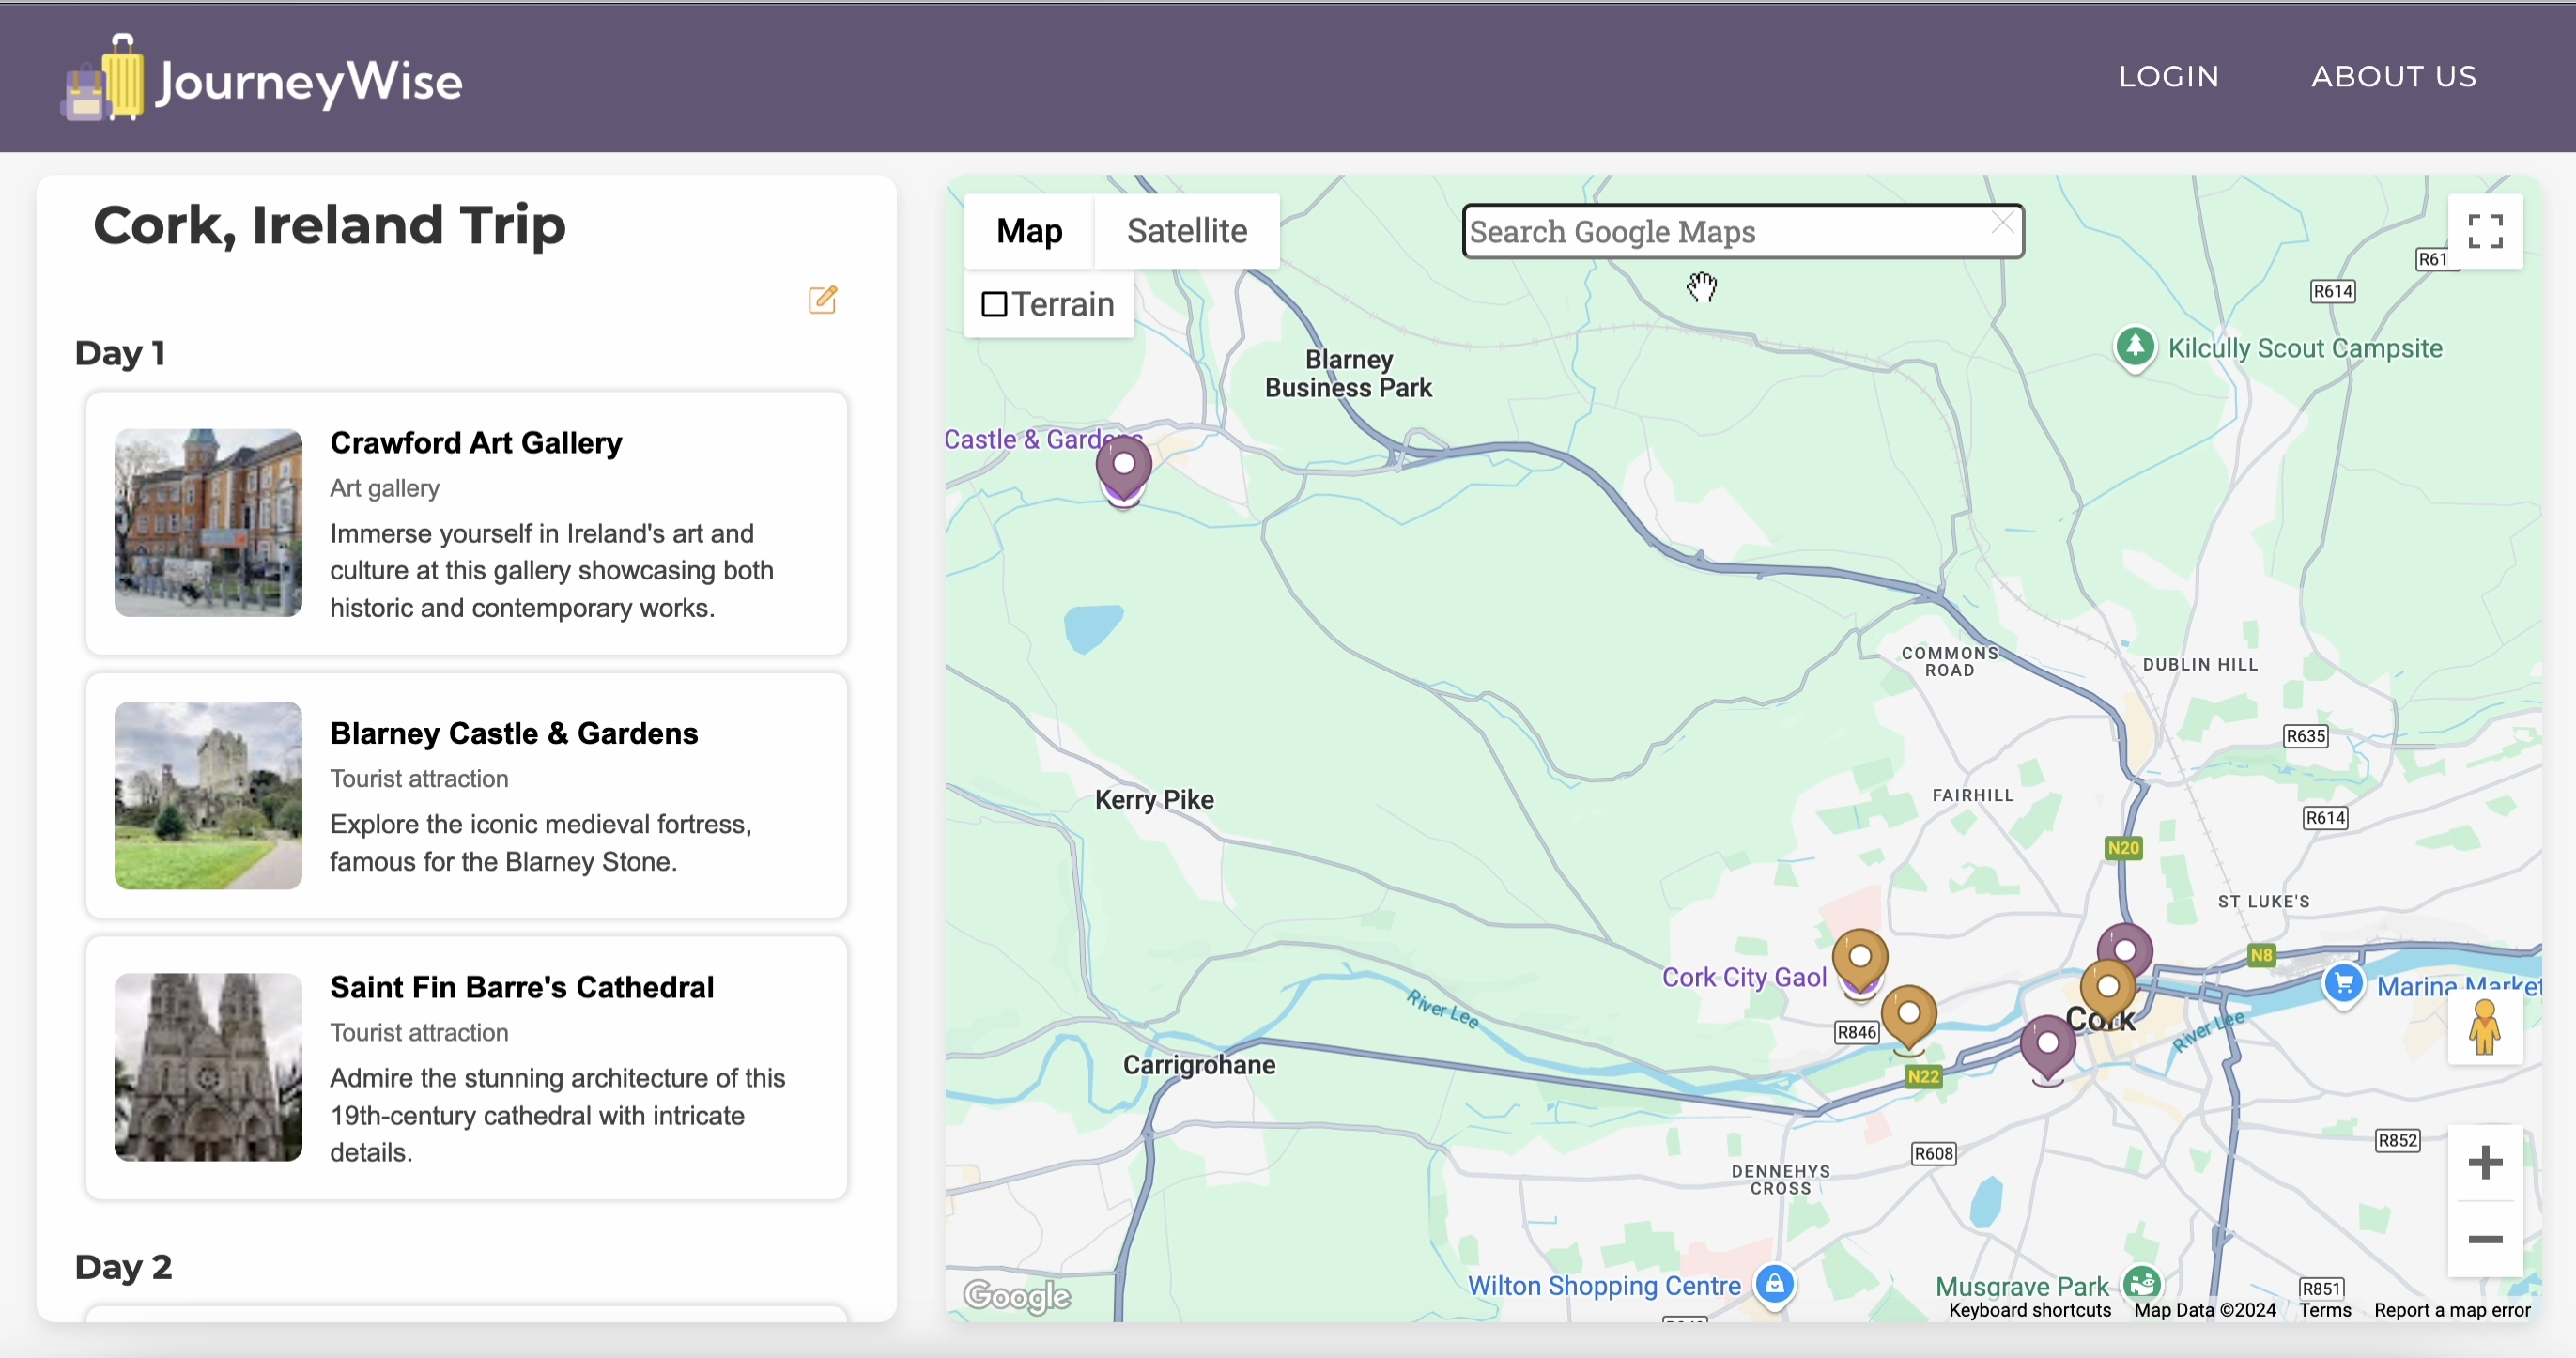 JourneyWise
LOGIN
ABOUT US
Cork, Ireland Trip
Day 1
Crawford Art Gallery
Art gallery
Immerse yourself in Ireland's art and
culture at this gallery showcasing both
historic and contemporary works.
Blarney Castle & Gardens
Tourist attraction
Explore the iconic medieval fortress,
famous for the Blarney Stone.
Saint Fin Barre's Cathedral
Tourist attraction
Admire the stunning architecture of this
19th-century cathedral with intricate
details.
Day 2
Map
Satellite
Terrain
Search Google Maps
R61
R614
Blarney
Business Park
Kilcully Scout Campsite
Castle & Gardens
COMMONS
ROAD
DUBLIN HILL
R635
Kerry Pike
FAIRHILL
R614
N20
ST LUKE'S
N8
Cork City Gaol
Marina Market
River Lee
R846
Cork
River Lee
Carrigrohane
N22
R852
R608
DENNEHYS
CROSS
Wilton Shopping Centre
Musgrave Park
R851
Google
Keyboard shortcuts
Map Data ©2024
Terms
Report a map error